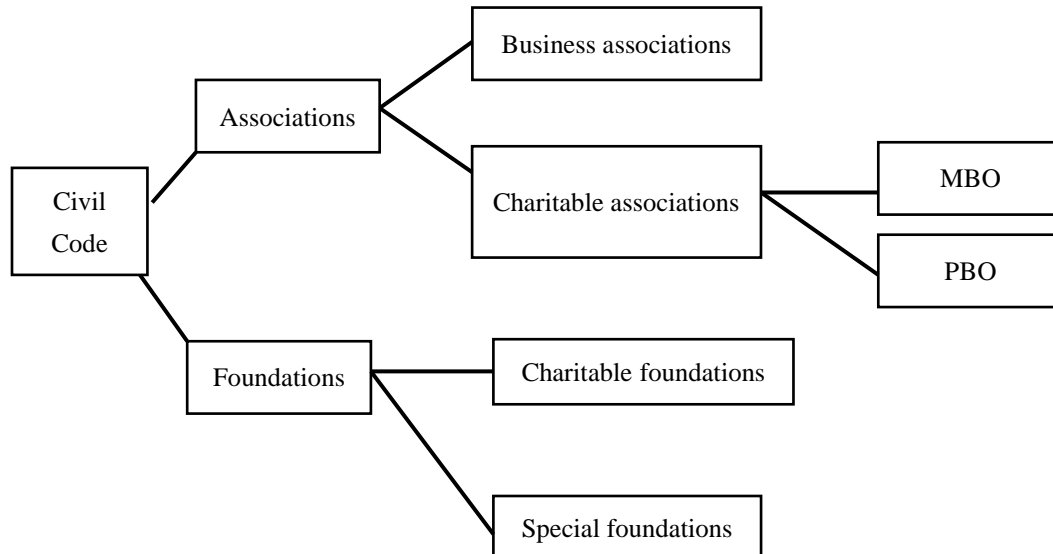 Business associations
Associations
Charitable associations
MBO
Civil
Code
PBO
Foundations
Charitable foundations
Special foundations